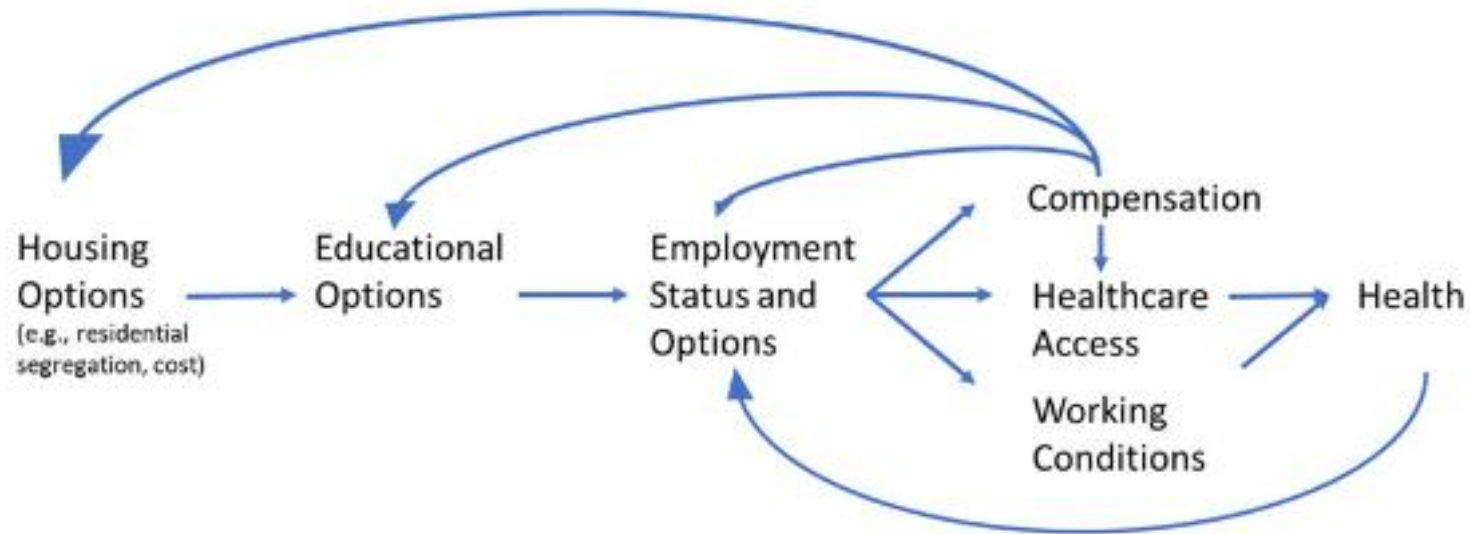 Housing
Options
(e.g., residential
segregation, cost)
Educational
Options
Employment
Status and
Options
Compensation
Healthcare
Access
Working
Conditions
Health